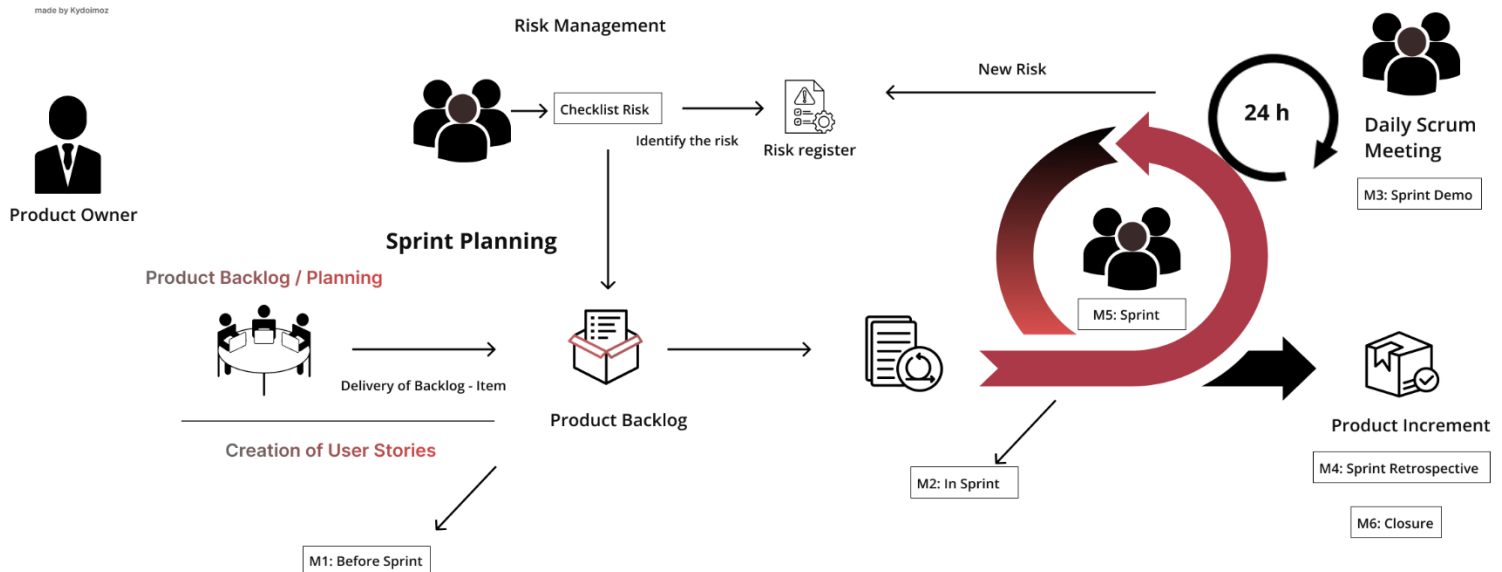 made by Kydoimoz
Risk Management
New Risk
24 h
Checklist Risk
Identify the risk
Risk register
Daily Scrum
Meeting
M3: Sprint Demo
Product Owner
Sprint Planning
Product Backlog / Planning
M5: Sprint
Delivery of Backlog - Item
Product Backlog
Creation of User Stories
Product Increment
M4: Sprint Retrospective
M2: In Sprint
M6: Closure
M1: Before Sprint